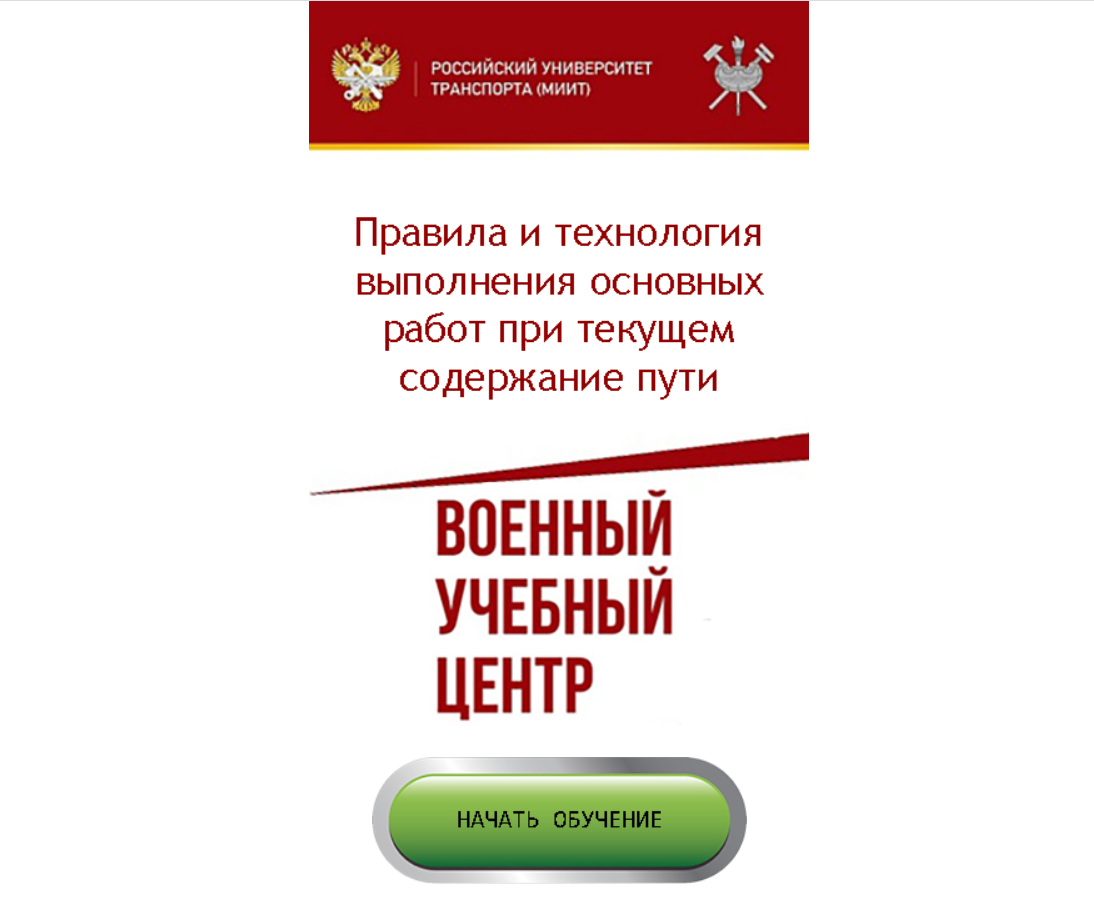 РОССИЙСКИЙ УНИВЕРСИТЕТ
ТРАНСПОРТА (МИИТ)
Правила и технология
выполнения основных
работ при текущем
содержание пути
ВОЕННЫЙ
УЧЕБНЫЙ
ЦЕНТР
НАЧАТЬ ОБУЧЕНИЕ